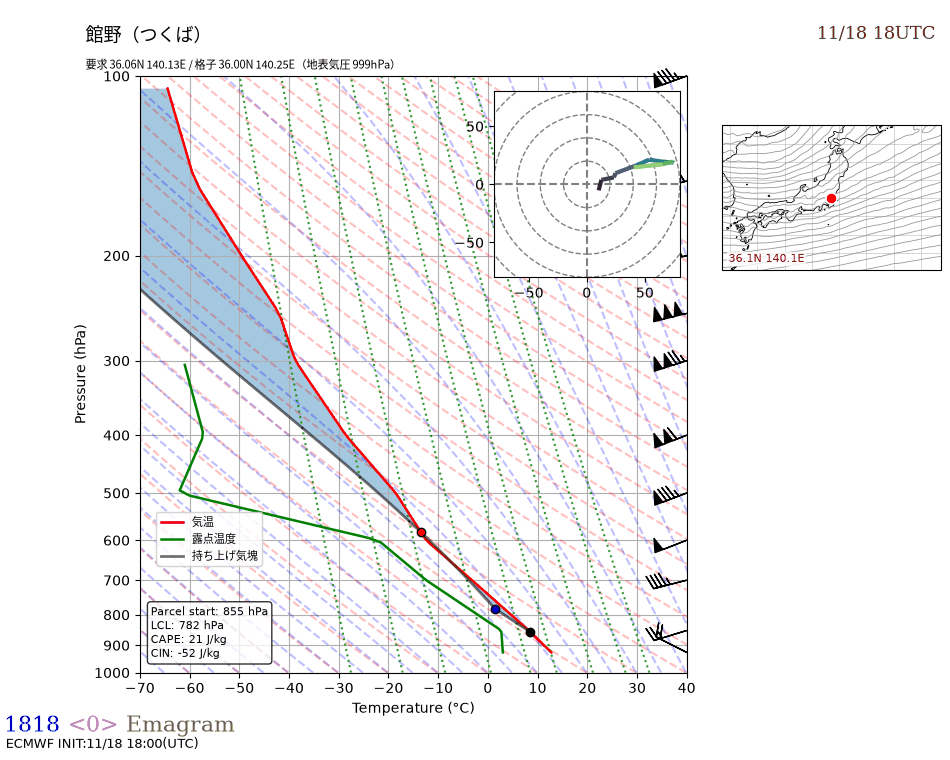 館野（つくば）
11/18 18UTC
要求 36.06N 140.13E / 格子 36.00N 140.25E（地表気圧 999hPa）
100
200
300
400
500
600
700
800
900
1000
Pressure (hPa)
50
0
−50
−50 0 50
36.1N 140.1E
気温
露点温度
持ち上げ気塊
Parcel start: 855 hPa
LCL: 782 hPa
CAPE: 21 J/kg
CIN: -52 J/kg
−70 −60 −50 −40 −30 −20 −10 0 10 20 30 40
Temperature (°C)
1818 <0> Emagram
ECMWF INIT:11/18 18:00(UTC)